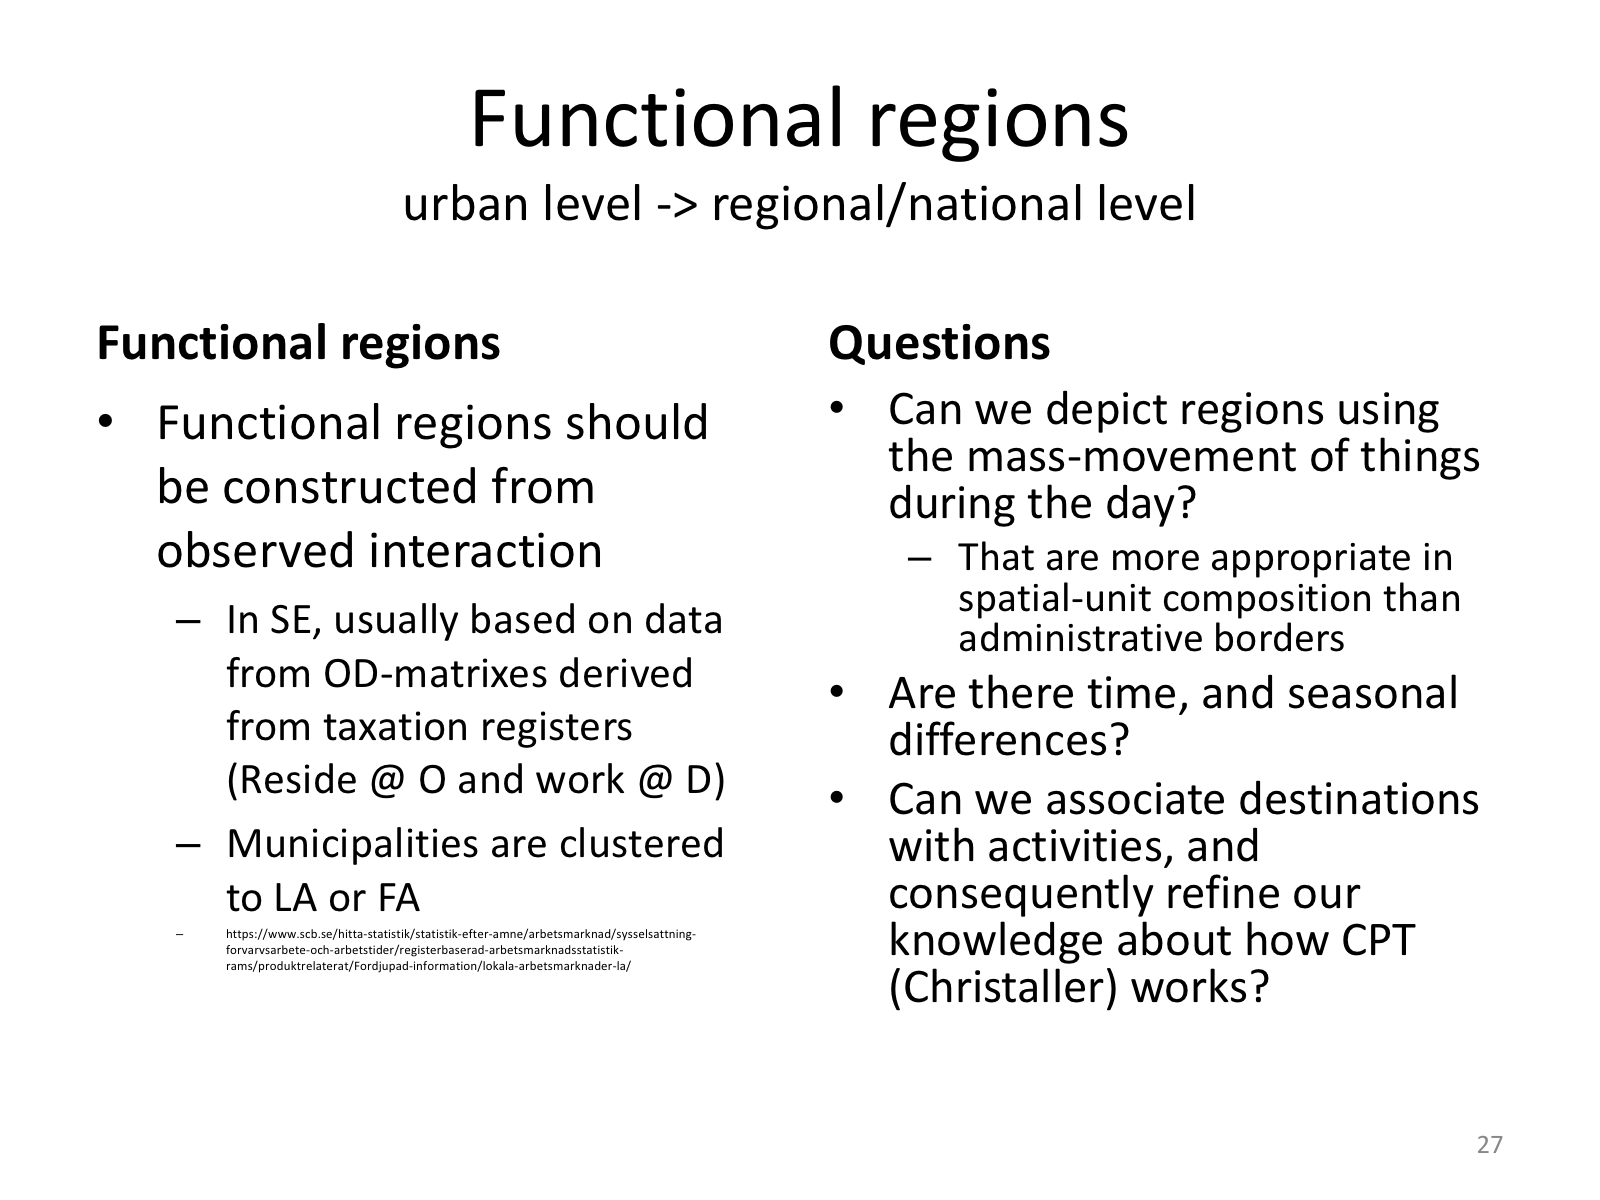 Functional regions
urban level -> regional/national level
Functional regions
• Functional regions should
be constructed from
observed interaction
– In SE, usually based on data
from OD-matrixes derived
from taxation registers
(Reside @ O and work @ D)
– Municipalities are clustered
to LA or FA
– https://www.scb.se/hitta-statistik/statistik-efter-amne/arbetsmarknad/sysselsattning-
forvarvsarbete-och-arbetstider/registerbaserad-arbetsmarknadsstatistik-
rams/produktrelaterat/Fordjupad-information/lokala-arbetsmarknader-la/
Questions
• Can we depict regions using
the mass-movement of things
during the day?
– That are more appropriate in
spatial-unit composition than
administrative borders
• Are there time, and seasonal
differences?
• Can we associate destinations
with activities, and
consequently refine our
knowledge about how CPT
(Christaller) works?
27